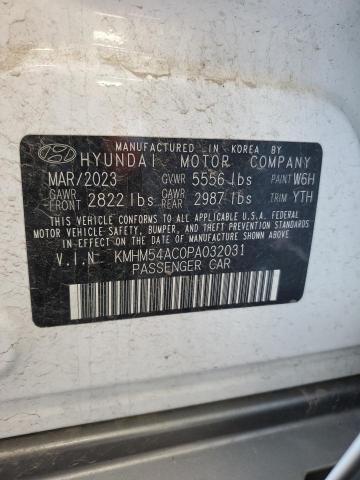 MANUFACTURED IN KOREA BY
HYUNDAI MOTOR COMPANY
MAR/2023 GVWR 5556 lbs PAINT W6H
GAWR FRONT 2822 lbs GAWR REAR 2987 lbs TRIM YTH
THIS VEHICLE CONFORMS TO ALL APPLICABLE U.S.A. FEDERAL
MOTOR VEHICLE SAFETY, BUMPER, AND THEFT PREVENTION
STANDARDS IN EFFECT ON THE DATE OF MANUFACTURE SHOWN ABOVE.
V.I.N KMHM54AC0PA032031
PASSENGER CAR